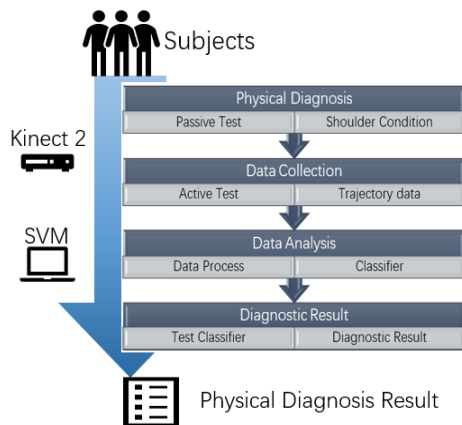 Subjects
Physical Diagnosis
Passive Test Shoulder Condition
Kinect 2
Data Collection
Active Test Trajectory data
SVM
Data Analysis
Data Process Classifier
Diagnostic Result
Test Classifier Diagnostic Result
Physical Diagnosis Result